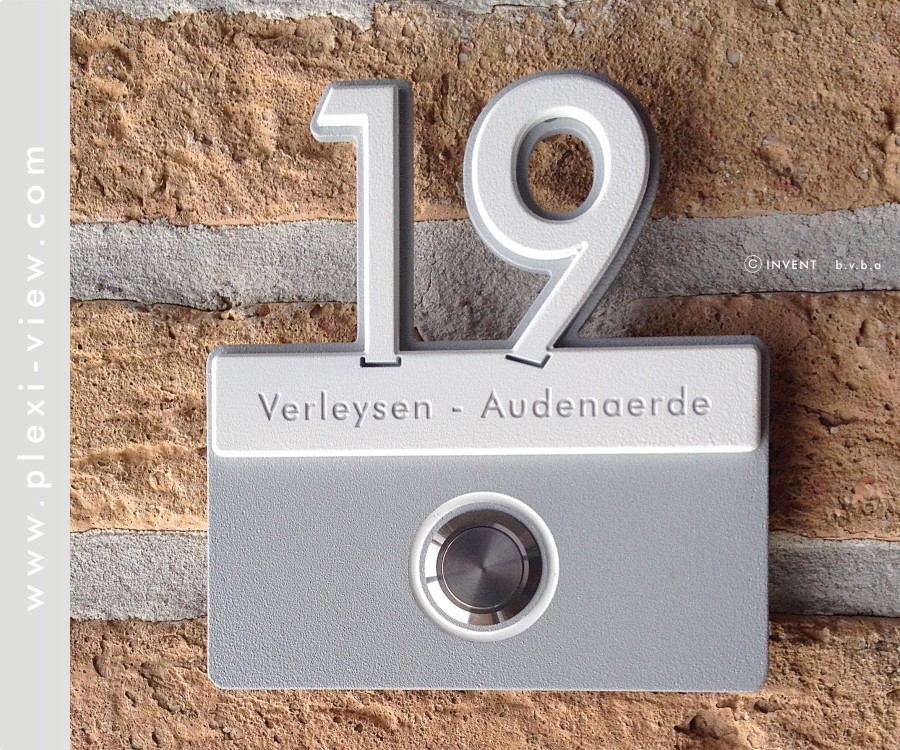 www.plexi-view.com
19
© INVENT b.v.b.a
Verleysen - Audenaerde